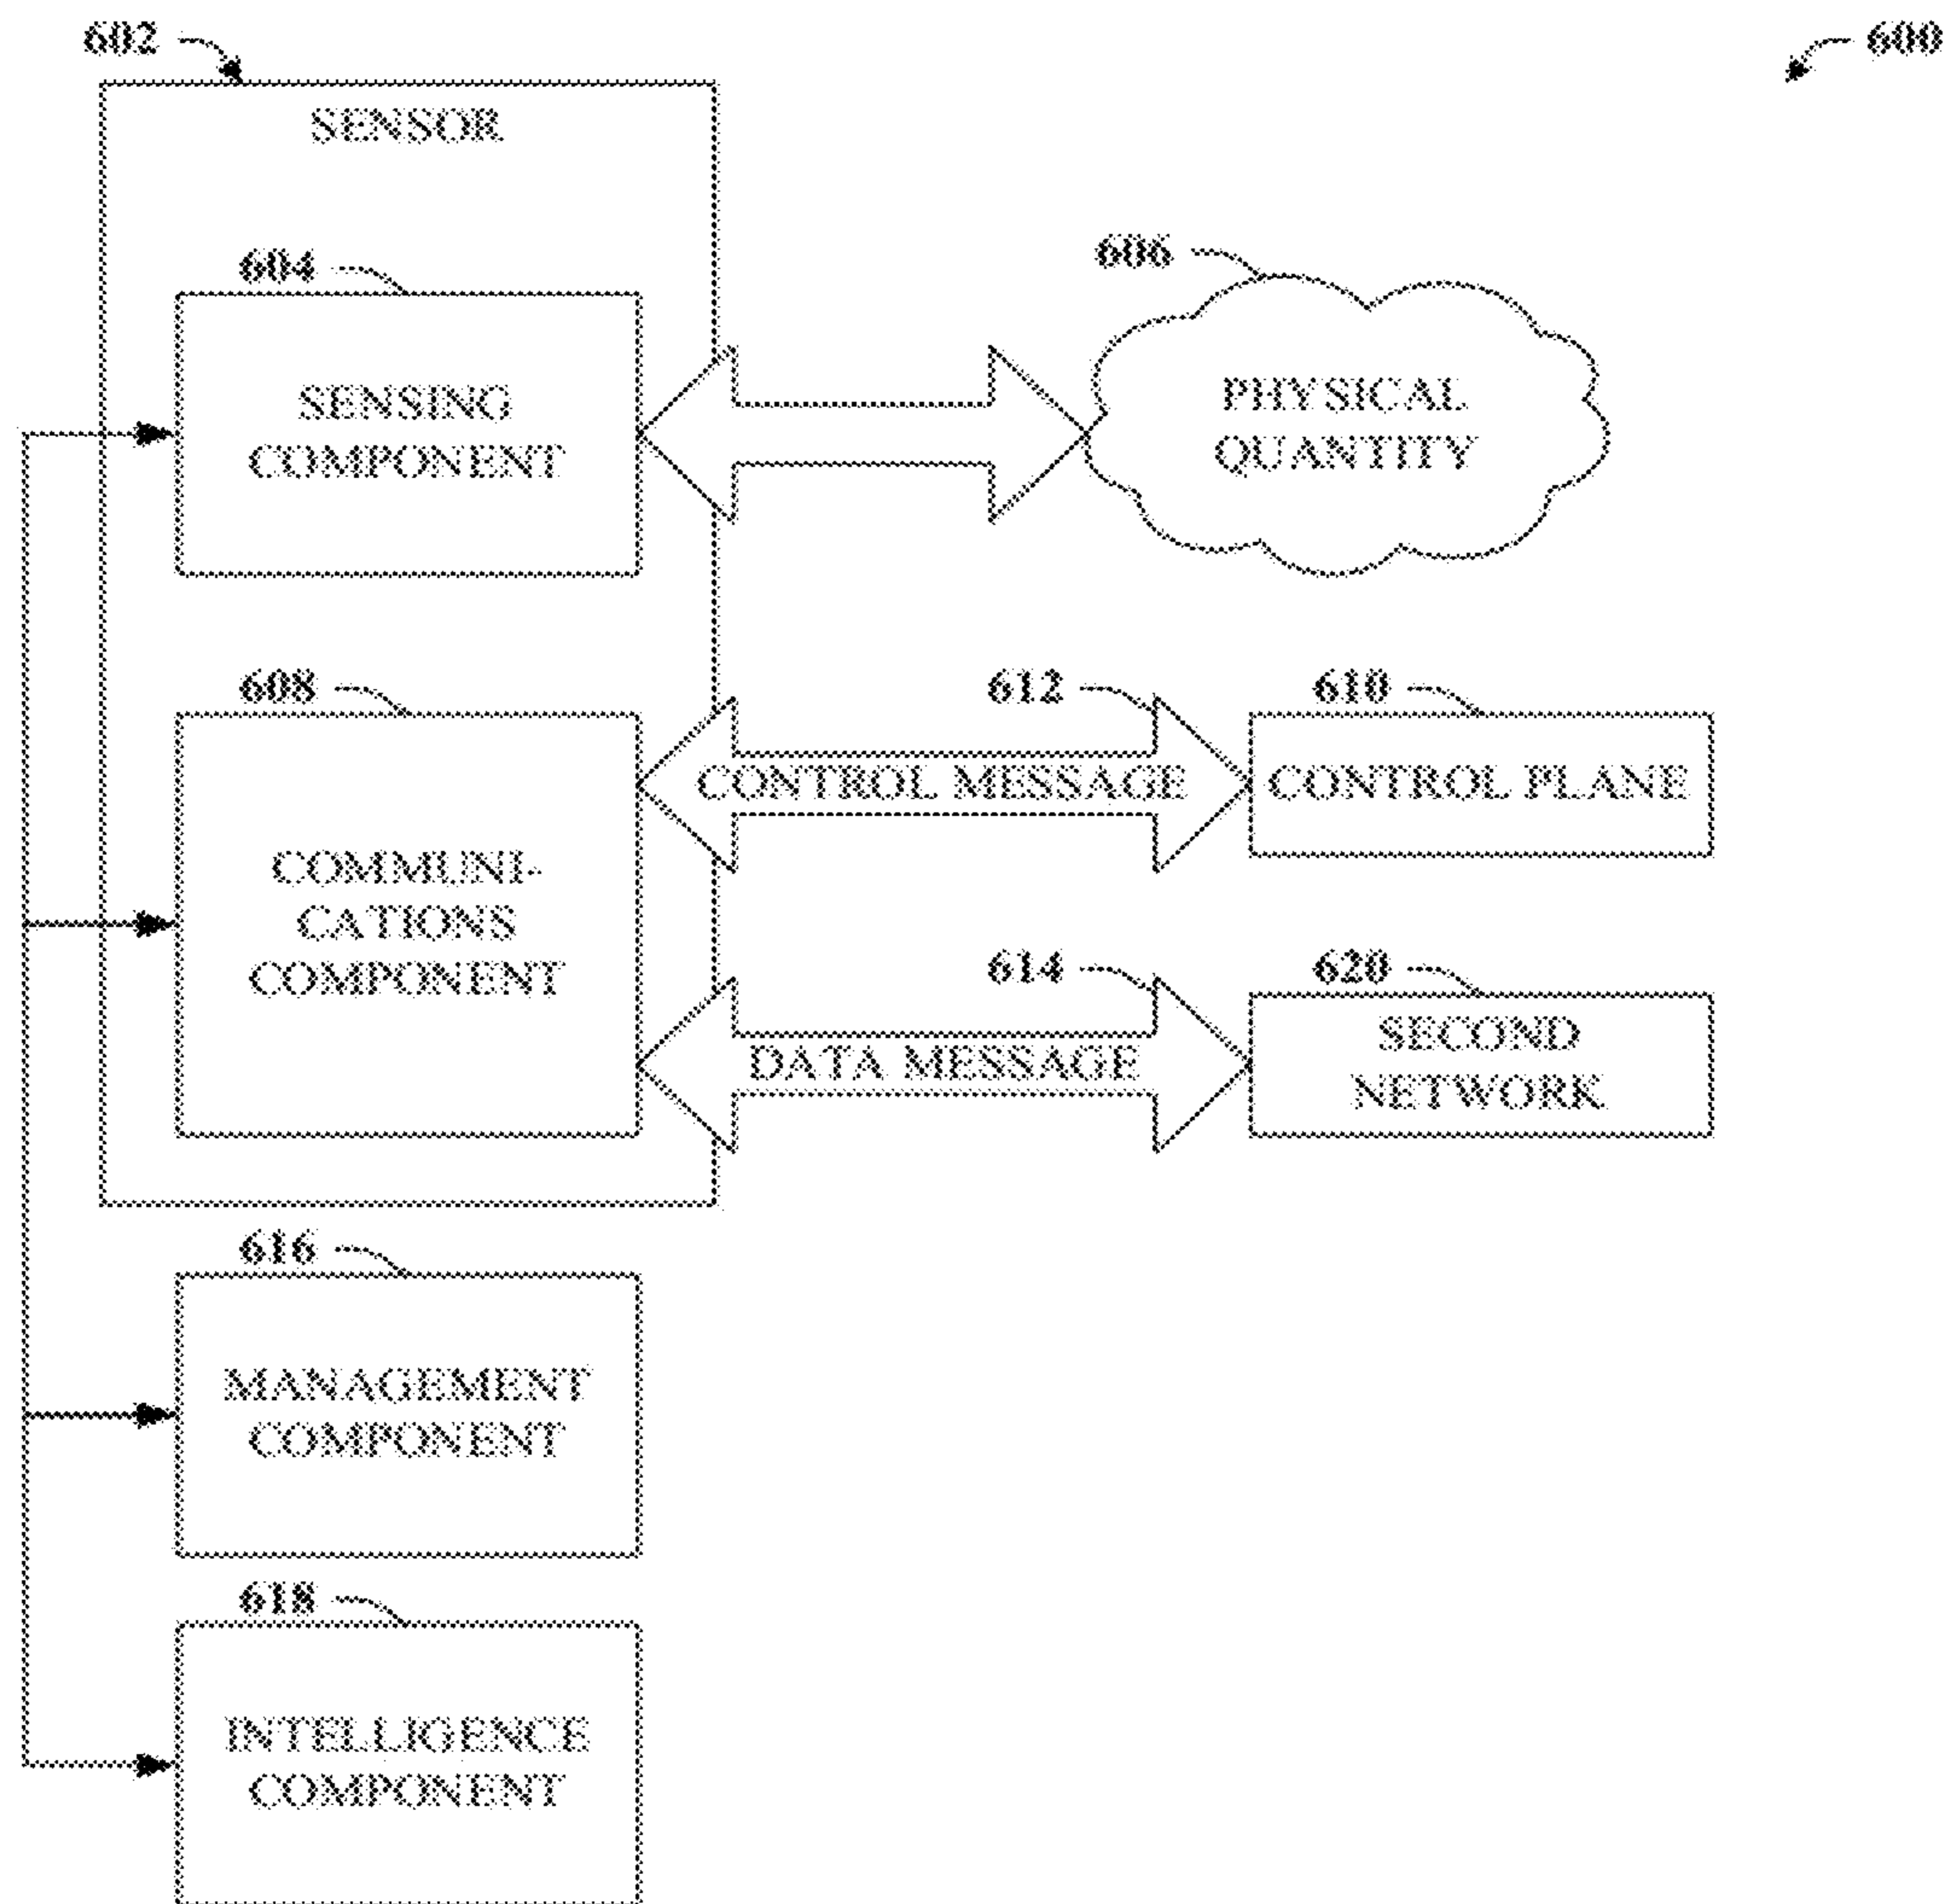 602
600
SENSOR
604
606
SENSING
COMPONENT
PHYSICAL
QUANTITY
608
612
610
CONTROL MESSAGE
CONTROL PLANE
COMMUNI-
CATIONS
COMPONENT
614
620
DATA MESSAGE
SECOND
NETWORK
616
MANAGEMENT
COMPONENT
618
INTELLIGENCE
COMPONENT